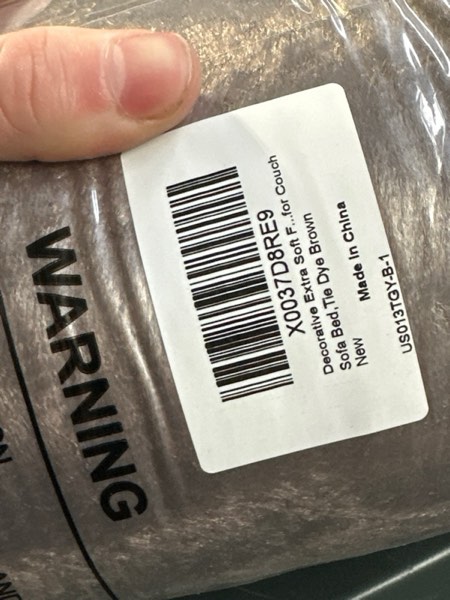 X0037D8RE9
Decorative Extra Soft F...for Couch
Sofa Bed,Tie Dye Brown
New
Made in China
US013TGY-B-1
WARNING